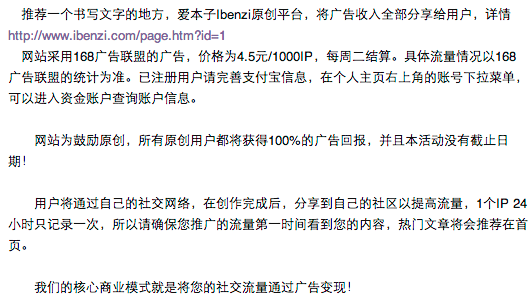 推荐一个书写文字的地方，爱本子Ibenzi原创平台，将广告收入全部分享给用户，详情
http://www.ibenzi.com/page.htm?id=1
网站采用168广告联盟的广告，价格为4.5元/1000IP，每周二结算。具体流量情况以168
广告联盟的统计为准。已注册用户请完善支付宝信息，在个人主页右上角的账号下拉菜单，
可以进入资金账户查询账户信息。
网站为鼓励原创，所有原创用户都将获得100%的广告回报，并且本活动没有截止日
期！
用户将通过自己的社交网络，在创作完成后，分享到自己的社区以提高流量，1个IP 24
小时只记录一次，所以请确保您推广的流量第一时间看到您的内容，热门文章将会推荐在首
页。
我们的核心商业模式就是将您的社交流量通过广告变现！